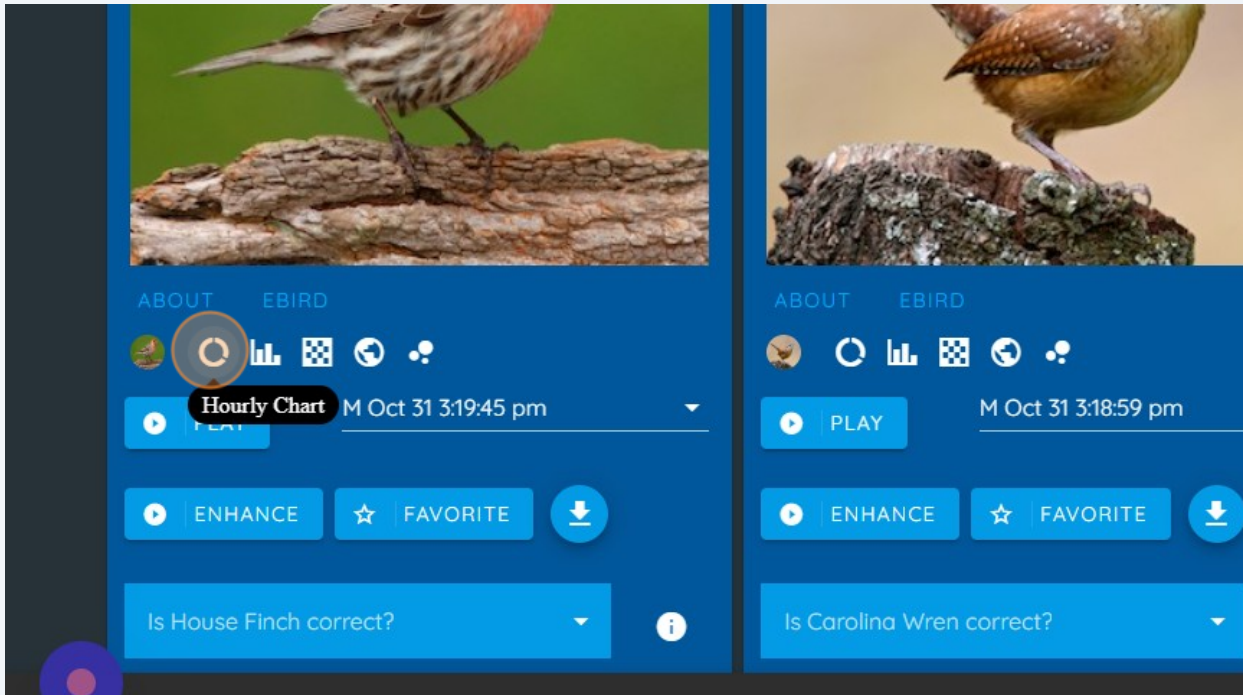 ABOUT EBIRD
Hourly Chart
PLAY
M Oct 31 3:19:45 pm
ENHANCE
FAVORITE
Is House Finch correct?
ABOUT EBIRD
PLAY
M Oct 31 3:18:59 pm
ENHANCE
FAVORITE
Is Carolina Wren correct?